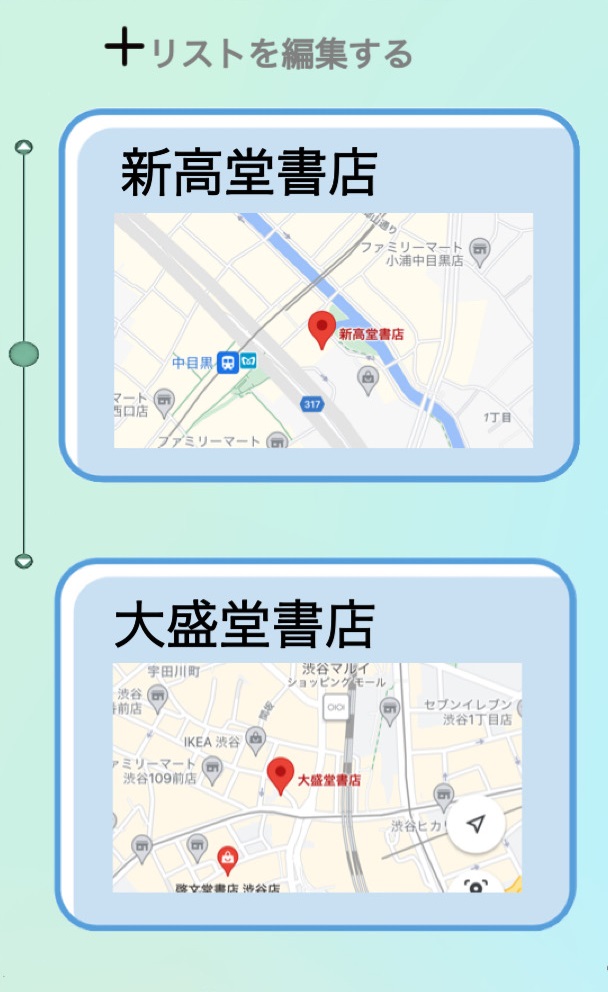 ＋リストを編集する
新高堂書店
ファミリーマート
小浦中目黒店
新高堂書店
中目黒
マート
西口店
317
1丁目
ファミリーマート
大盛堂書店
宇田川町
渋谷マルイ
ショッピングモール
渋谷
前店
セブンイレブン
渋谷1丁目店
IKEA 渋谷
ァミリーマート
渋谷109前店
大盛堂書店
渋谷ヒカリ
啓文堂書店 渋谷店